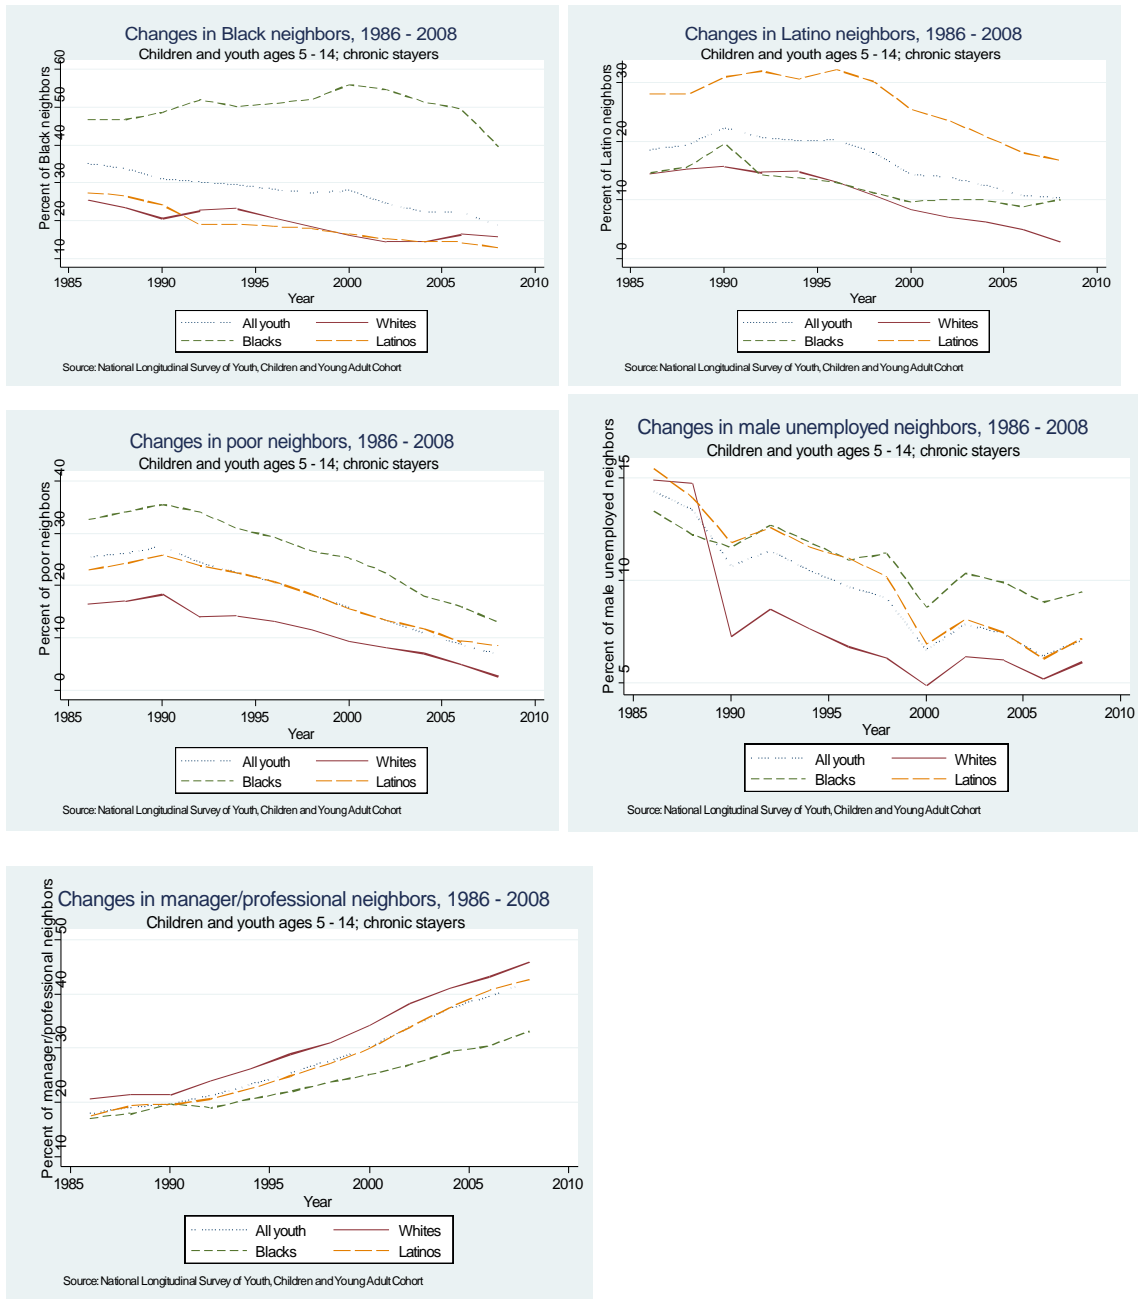 Changes in Black neighbors, 1986 - 2008
Children and youth ages 5 - 14; chronic stayers
Percent of Black neighbors
60
50
40
30
20
10
1985 1990 1995 2000 2005 2010
Year
All youth Whites
Blacks Latinos
Source: National Longitudinal Survey of Youth, Children and Young Adult Cohort
Changes in Latino neighbors, 1986 - 2008
Children and youth ages 5 - 14; chronic stayers
Percent of Latino neighbors
30
20
10
0
1985 1990 1995 2000 2005 2010
Year
All youth Whites
Blacks Latinos
Source: National Longitudinal Survey of Youth, Children and Young Adult Cohort
Changes in poor neighbors, 1986 - 2008
Children and youth ages 5 - 14; chronic stayers
Percent of poor neighbors
40
30
20
10
0
1985 1990 1995 2000 2005 2010
Year
All youth Whites
Blacks Latinos
Source: National Longitudinal Survey of Youth, Children and Young Adult Cohort
Changes in male unemployed neighbors, 1986 - 2008
Children and youth ages 5 - 14; chronic stayers
Percent of male unemployed neighbors
15
10
5
1985 1990 1995 2000 2005 2010
Year
All youth Whites
Blacks Latinos
Source: National Longitudinal Survey of Youth, Children and Young Adult Cohort
Changes in manager/professional neighbors, 1986 - 2008
Children and youth ages 5 - 14; chronic stayers
Percent of manager/professional neighbors
50
40
30
20
10
1985 1990 1995 2000 2005 2010
Year
All youth Whites
Blacks Latinos
Source: National Longitudinal Survey of Youth, Children and Young Adult Cohort